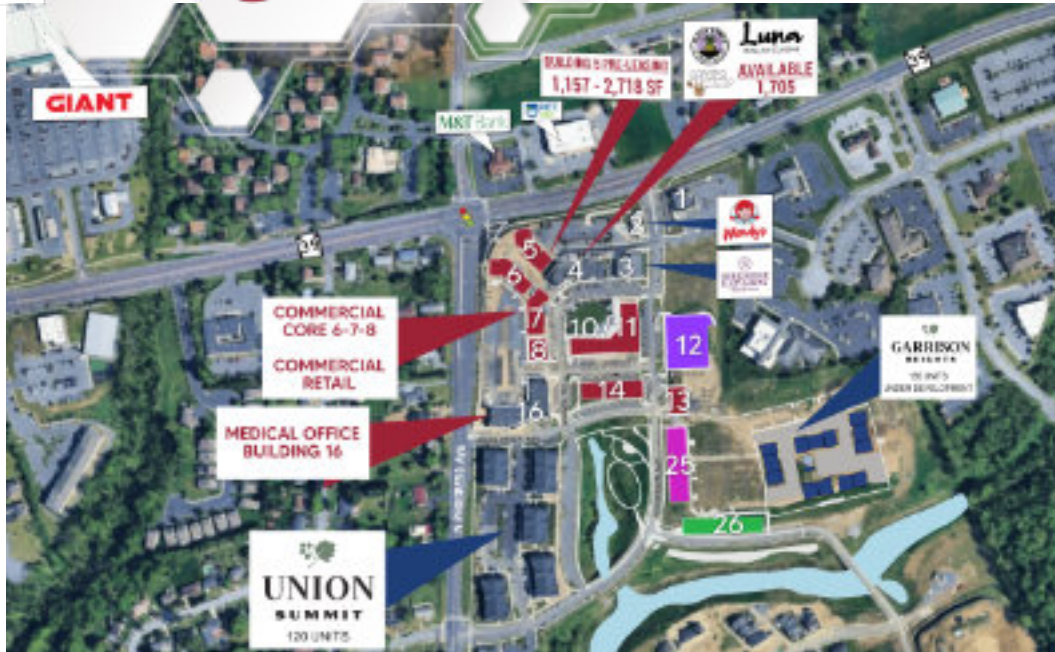 GIANT
M&T Bank
BUILDING 5 PRE-LEASING
1,157 - 2,718 SF
Luna
AVAILABLE
1,705
Wendy's
1
2
3
4
5
6
7
8
10/11
12
13
14
16
25
26
COMMERCIAL
CORE 6-7-8
COMMERCIAL
RETAIL
MEDICAL OFFICE
BUILDING 16
GARRISON
HEIGHTS
UNITS
UNDER DEVELOPMENT
UNION
SUMMIT
120 UNITS